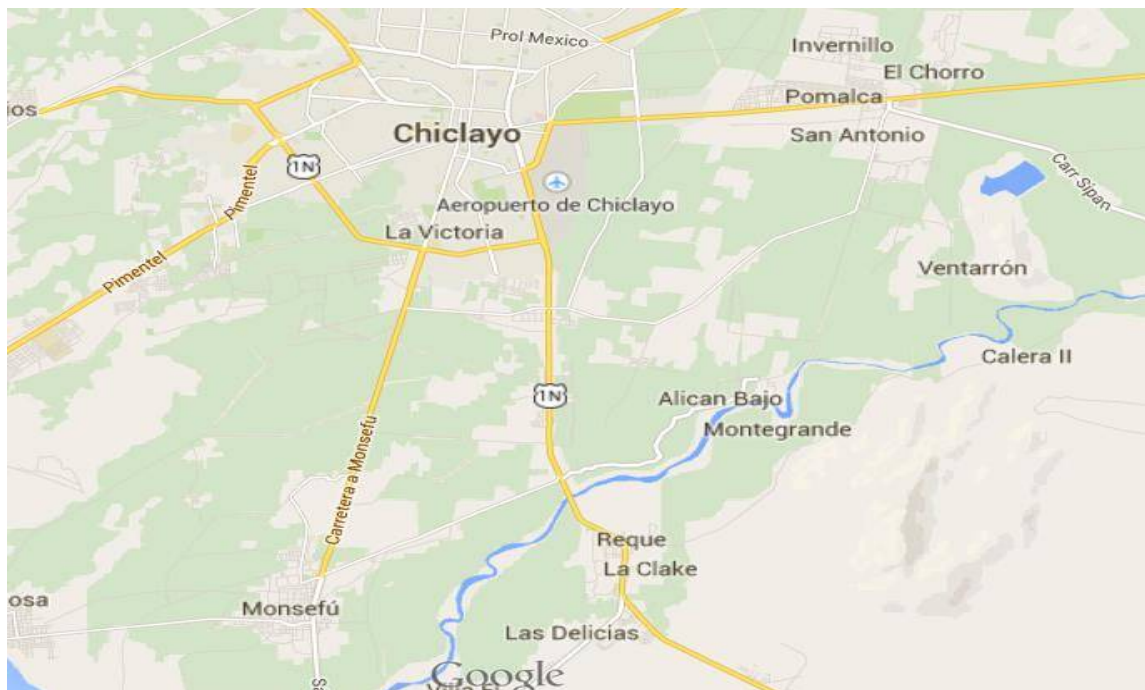 Prol Mexico
Invernillo
El Chorro
Pomalca
ios
Chiclayo
San Antonio
1N
Carr Sipan
Pimentel
Aeropuerto de Chiclayo
La Victoria
Pimentel
Ventarrón
Calera II
1N
Alican Bajo
Montegrande
Carretera a Monsefu
Reque
La Clake
osa
Monsefú
Las Delicias
Google